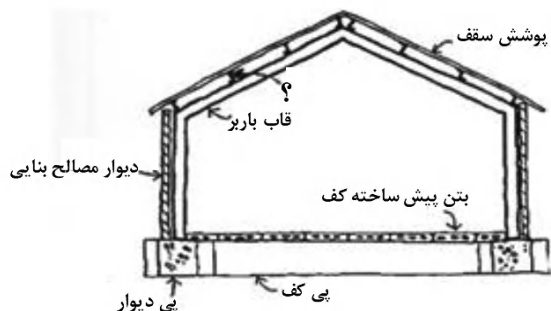 پوشش سقف
؟
قاب باربر
دیوار مصالح بنایی
بتن پیش ساخته کف
پی کف
پی دیوار